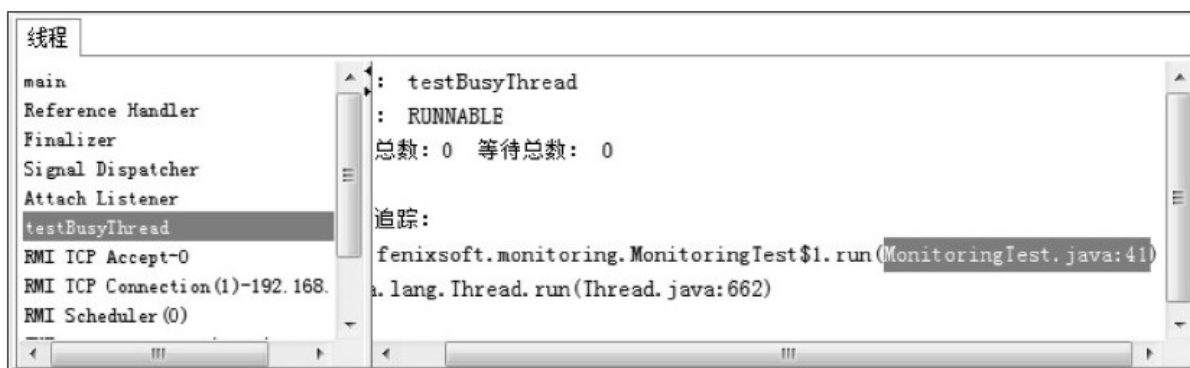 线程
main
Reference Handler
Finalizer
Signal Dispatcher
Attach Listener
testBusyThread
RMI TCP Accept-0
RMI TCP Connection(1)-192.168.
RMI Scheduler(0)
: testBusyThread
: RUNNABLE
总数: 0 等待总数: 0
追踪:
fenixsoft.monitoring.MonitoringTest$1.run(MonitoringTest.java:41)
a.lang.Thread.run(Thread.java:662)